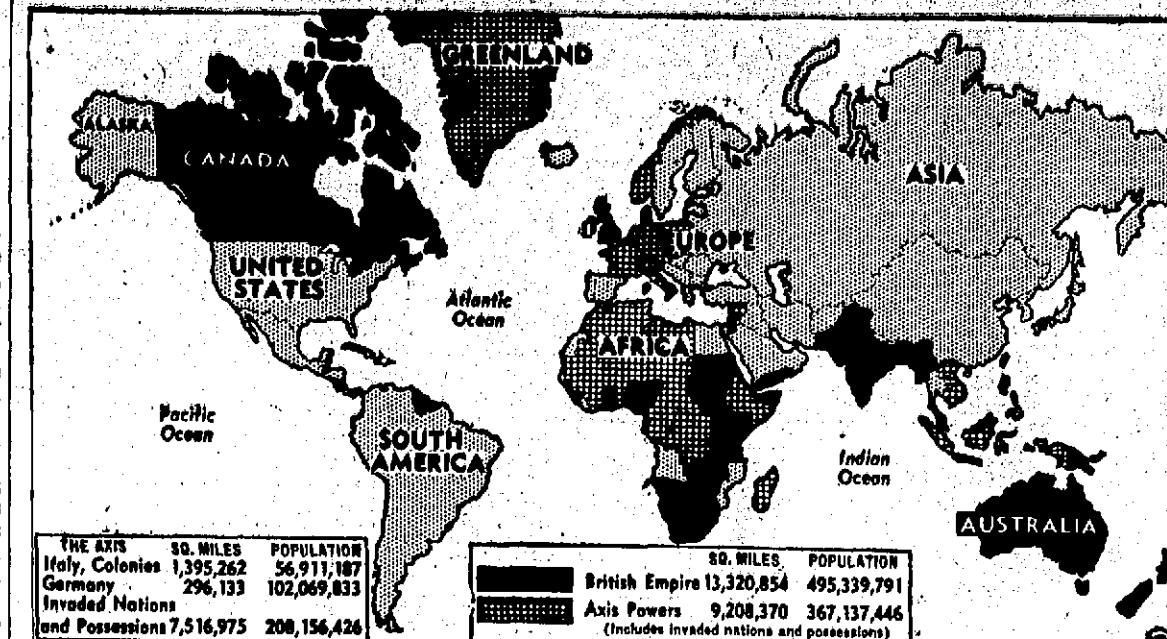 GREENLAND
ALASKA
CANADA
ASIA
EUROPE
UNITED
STATES
Atlantic
Ocean
AFRICA
Pacific
Ocean
SOUTH
AMERICA
Indian
Ocean
AUSTRALIA
THE AXIS SQ. MILES POPULATION
Italy, Colonies 1,395,262 56,911,187
Germany 296,133 102,069,833
Invaded Nations
and Possessions 7,516,975 208,156,426
SQ. MILES POPULATION
British Empire 13,320,854 495,339,791
Axis Powers 9,208,370 367,137,446
(Includes invaded nations and possessions)